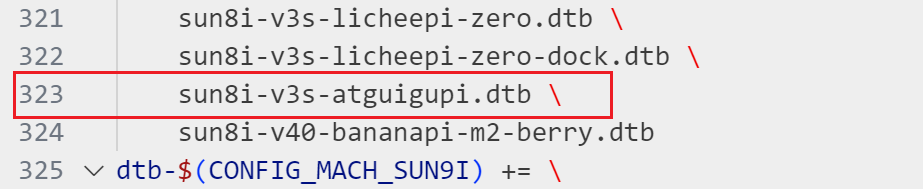 321 sun8i-v3s-licheepi-zero.dtb \
322 sun8i-v3s-licheepi-zero-dock.dtb \
323 sun8i-v3s-atguigupi.dtb \
324 sun8i-v40-bananapi-m2-berry.dtb
325 dtb-$(CONFIG_MACH_SUN9I) += \